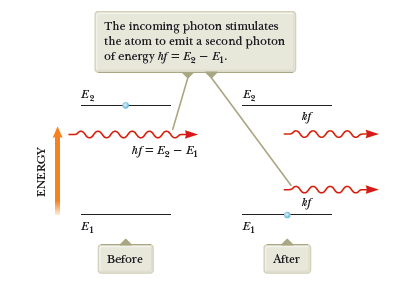 The incoming photon stimulates
the atom to emit a second photon
of energy hf = E₂ − E₁.
E₂
E₂
hf
hf = E₂ − E₁
ENERGY
hf
E₁
E₁
Before
After